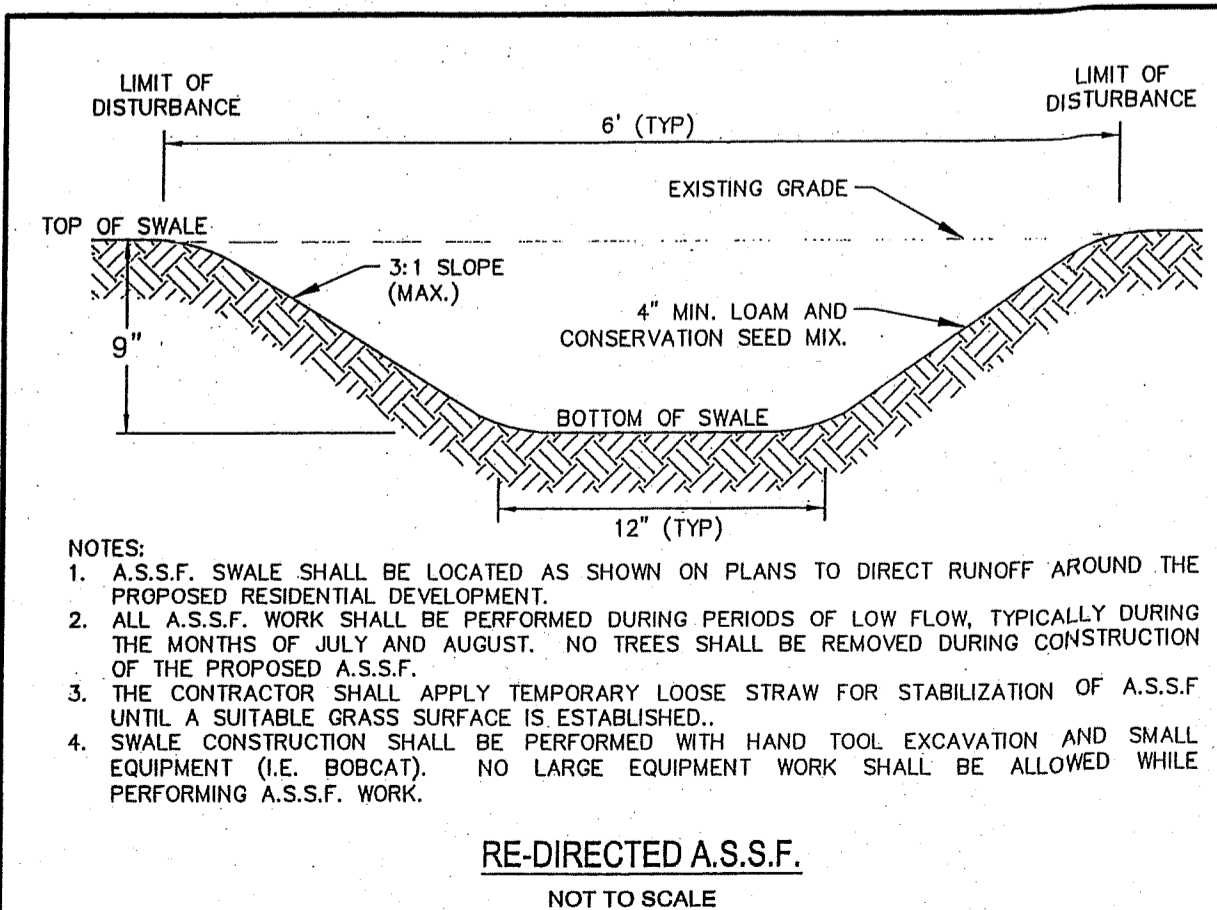 LIMIT OF
DISTURBANCE
LIMIT OF
DISTURBANCE
6' (TYP)
EXISTING GRADE
TOP OF SWALE
3:1 SLOPE
(MAX.)
4" MIN. LOAM AND
CONSERVATION SEED MIX.
9"
BOTTOM OF SWALE
12" (TYP)
NOTES:
1. A.S.S.F. SWALE SHALL BE LOCATED AS SHOWN ON PLANS TO DIRECT RUNOFF AROUND THE
PROPOSED RESIDENTIAL DEVELOPMENT.
2. ALL A.S.S.F. WORK SHALL BE PERFORMED DURING PERIODS OF LOW FLOW, TYPICALLY DURING
THE MONTHS OF JULY AND AUGUST. NO TREES SHALL BE REMOVED DURING CONSTRUCTION
OF THE PROPOSED A.S.S.F.
3. THE CONTRACTOR SHALL APPLY TEMPORARY LOOSE STRAW FOR STABILIZATION OF A.S.S.F
UNTIL A SUITABLE GRASS SURFACE IS ESTABLISHED..
4. SWALE CONSTRUCTION SHALL BE PERFORMED WITH HAND TOOL EXCAVATION AND SMALL
EQUIPMENT (I.E. BOBCAT). NO LARGE EQUIPMENT WORK SHALL BE ALLOWED WHILE
PERFORMING A.S.S.F. WORK.
RE-DIRECTED A.S.S.F.
NOT TO SCALE